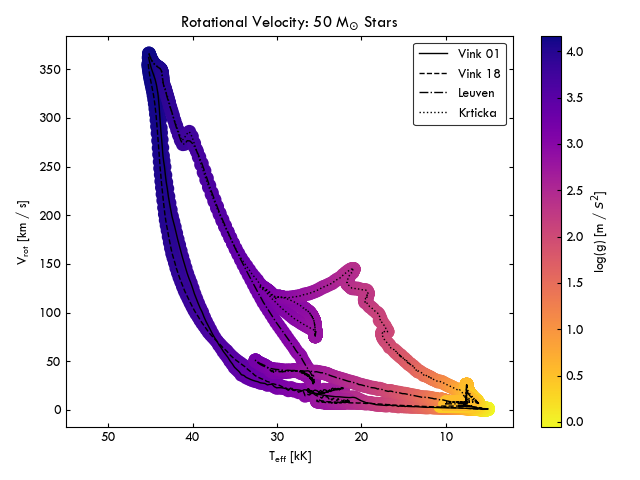 Rotational Velocity: 50 M⊙ Stars
Vink 01
Vink 18
Leuven
Krticka
350
300
250
200
150
100
50
0
V_rot [km / s]
50
40
30
20
10
T_eff [kK]
4.0
3.5
3.0
2.5
2.0
1.5
1.0
0.5
0.0
log(g) [m / s²]